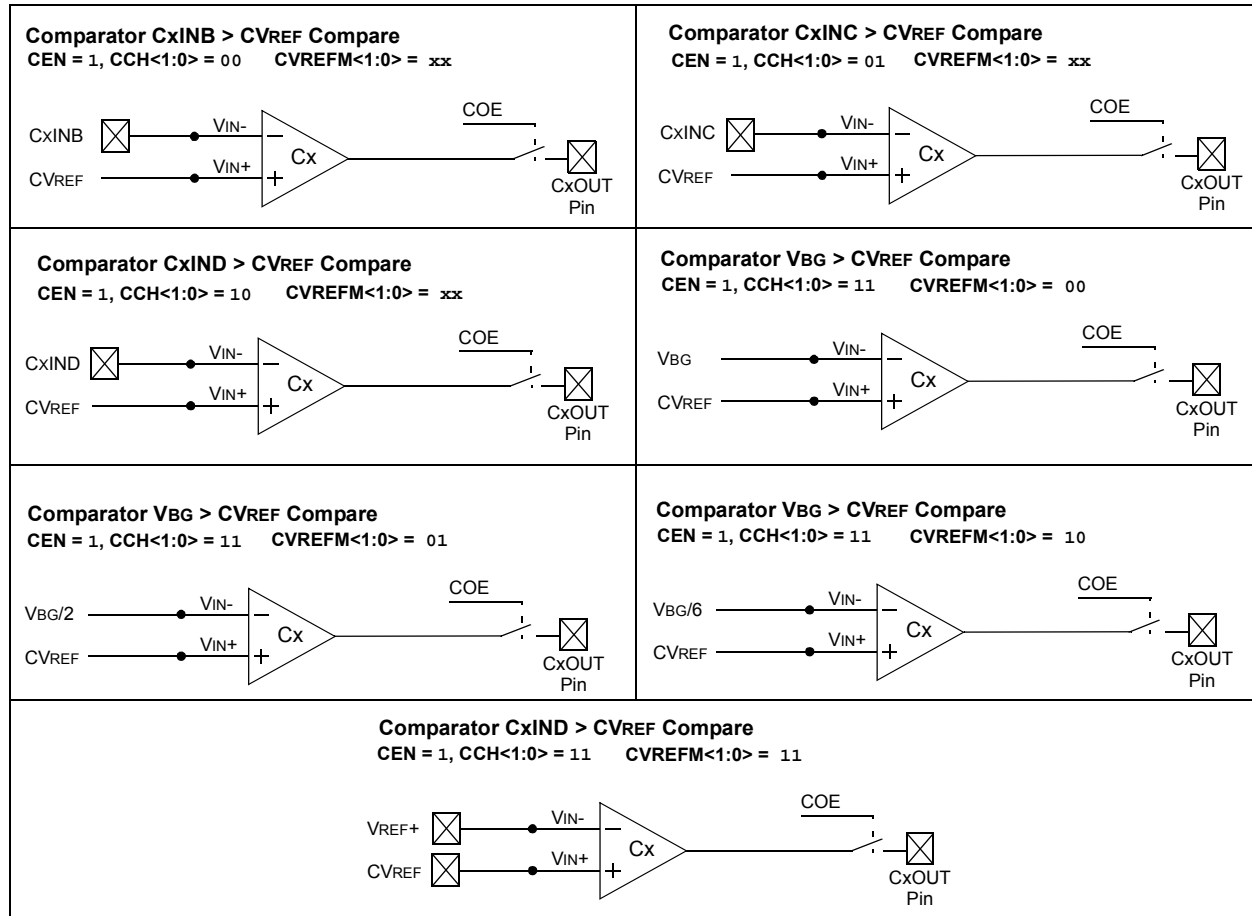 Comparator CxINB > CVREF Compare
CEN = 1, CCH<1:0> = 00 CVREFM<1:0> = xx
COE
CxINB
VIN-
–
Cx
CVREF
VIN+
+
CxOUT
Pin
Comparator CxINC > CVREF Compare
CEN = 1, CCH<1:0> = 01 CVREFM<1:0> = xx
COE
CxINC
VIN-
–
Cx
CVREF
VIN+
+
CxOUT
Pin
Comparator CxIND > CVREF Compare
CEN = 1, CCH<1:0> = 10 CVREFM<1:0> = xx
COE
CxIND
VIN-
–
Cx
CVREF
VIN+
+
CxOUT
Pin
Comparator VBG > CVREF Compare
CEN = 1, CCH<1:0> = 11 CVREFM<1:0> = 00
COE
VBG
VIN-
–
Cx
CVREF
VIN+
+
CxOUT
Pin
Comparator VBG > CVREF Compare
CEN = 1, CCH<1:0> = 11 CVREFM<1:0> = 01
COE
VBG/2
VIN-
–
Cx
CVREF
VIN+
+
CxOUT
Pin
Comparator VBG > CVREF Compare
CEN = 1, CCH<1:0> = 11 CVREFM<1:0> = 10
COE
VBG/6
VIN-
–
Cx
CVREF
VIN+
+
CxOUT
Pin
Comparator CxIND > CVREF Compare
CEN = 1, CCH<1:0> = 11 CVREFM<1:0> = 11
COE
VREF+
VIN-
–
Cx
CVREF
VIN+
+
CxOUT
Pin